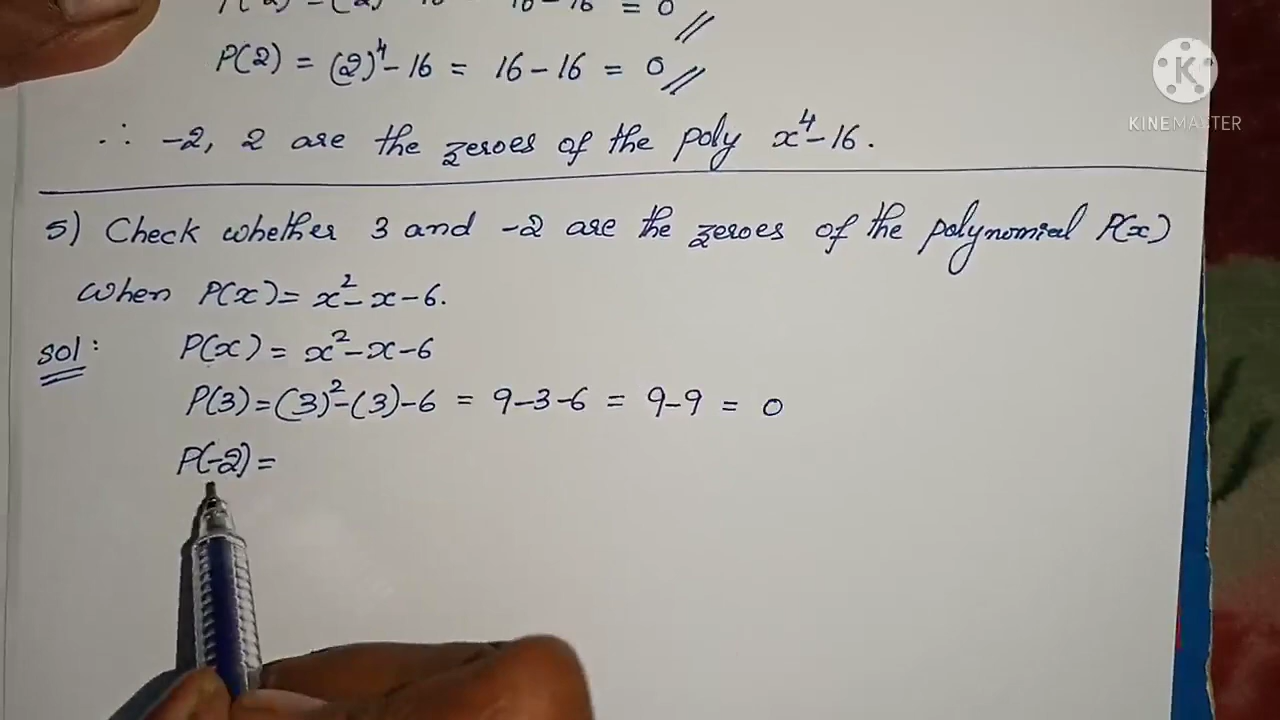 P(2) = (2)⁴ - 16 = 16 - 16 = 0 //
∴ -2, 2 are the zeroes of the poly x⁴ - 16.
5) Check whether 3 and -2 are the zeroes of the polynomial P(x)
when P(x) = x² - x - 6.
Sol: P(x) = x² - x - 6
P(3) = (3)² - (3) - 6 = 9 - 3 - 6 = 9 - 9 = 0
P(-2) =
K
KINEMASTER